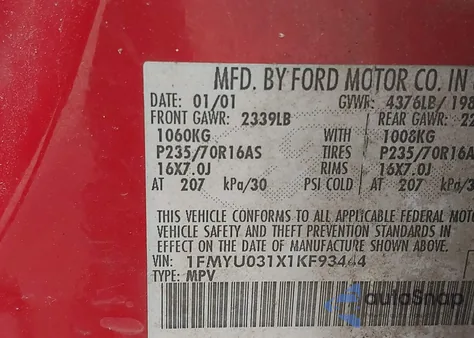 MFD. BY FORD MOTOR CO. IN
DATE: 01/01 GVWR: 4376LB/ 198
FRONT GAWR: 2339LB REAR GAWR: 22
1060KG WITH 1008KG
P235/70R16AS TIRES P235/70R16A
16X7.0J RIMS 16X7.0J
AT 207 kPa/30 PSI COLD AT 207 kPa/
THIS VEHICLE CONFORMS TO ALL APPLICABLE FEDERAL MOTOR
VEHICLE SAFETY AND THEFT PREVENTION STANDARDS IN
EFFECT ON THE DATE OF MANUFACTURE SHOWN ABOVE.
VIN: 1FMYU031X1KF93444
TYPE: MPV
autoSnap